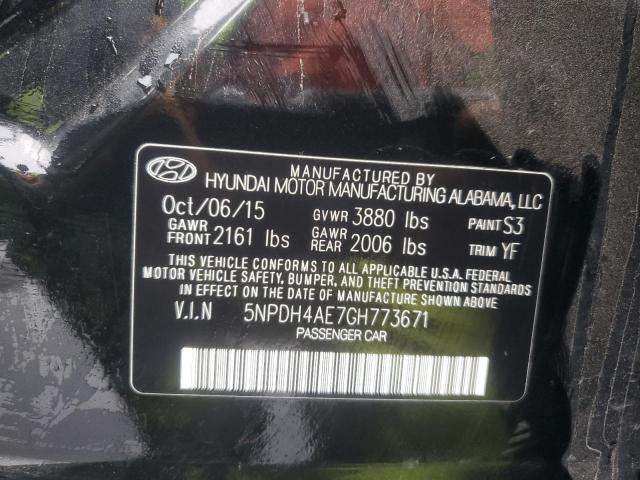 MANUFACTURED BY
HYUNDAI MOTOR MANUFACTURING ALABAMA, LLC
Oct/06/15 GVWR 3880 lbs PAINT S3
GAWR FRONT 2161 lbs GAWR REAR 2006 lbs TRIM YF
THIS VEHICLE CONFORMS TO ALL APPLICABLE U.S.A. FEDERAL
MOTOR VEHICLE SAFETY, BUMPER, AND THEFT PREVENTION STANDARDS
IN EFFECT ON THE DATE OF MANUFACTURE SHOWN ABOVE
V.I.N 5NPDH4AE7GH773671
PASSENGER CAR